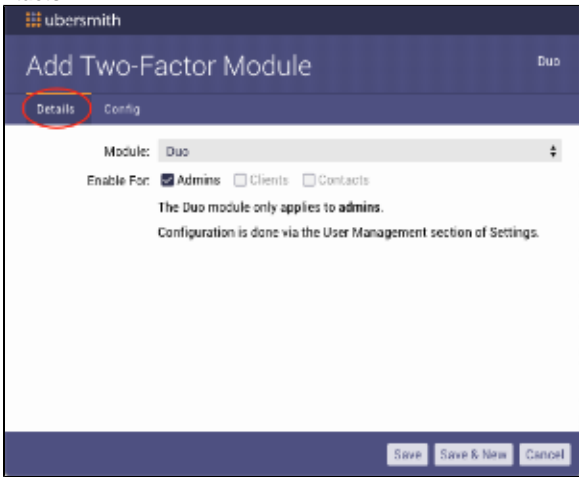 ubersmith
Add Two-Factor Module
Duo
Details Config
Module: Duo
Enable For: Admins Clients Contacts
The Duo module only applies to admins.
Configuration is done via the User Management section of Settings.
Save Save & New Cancel